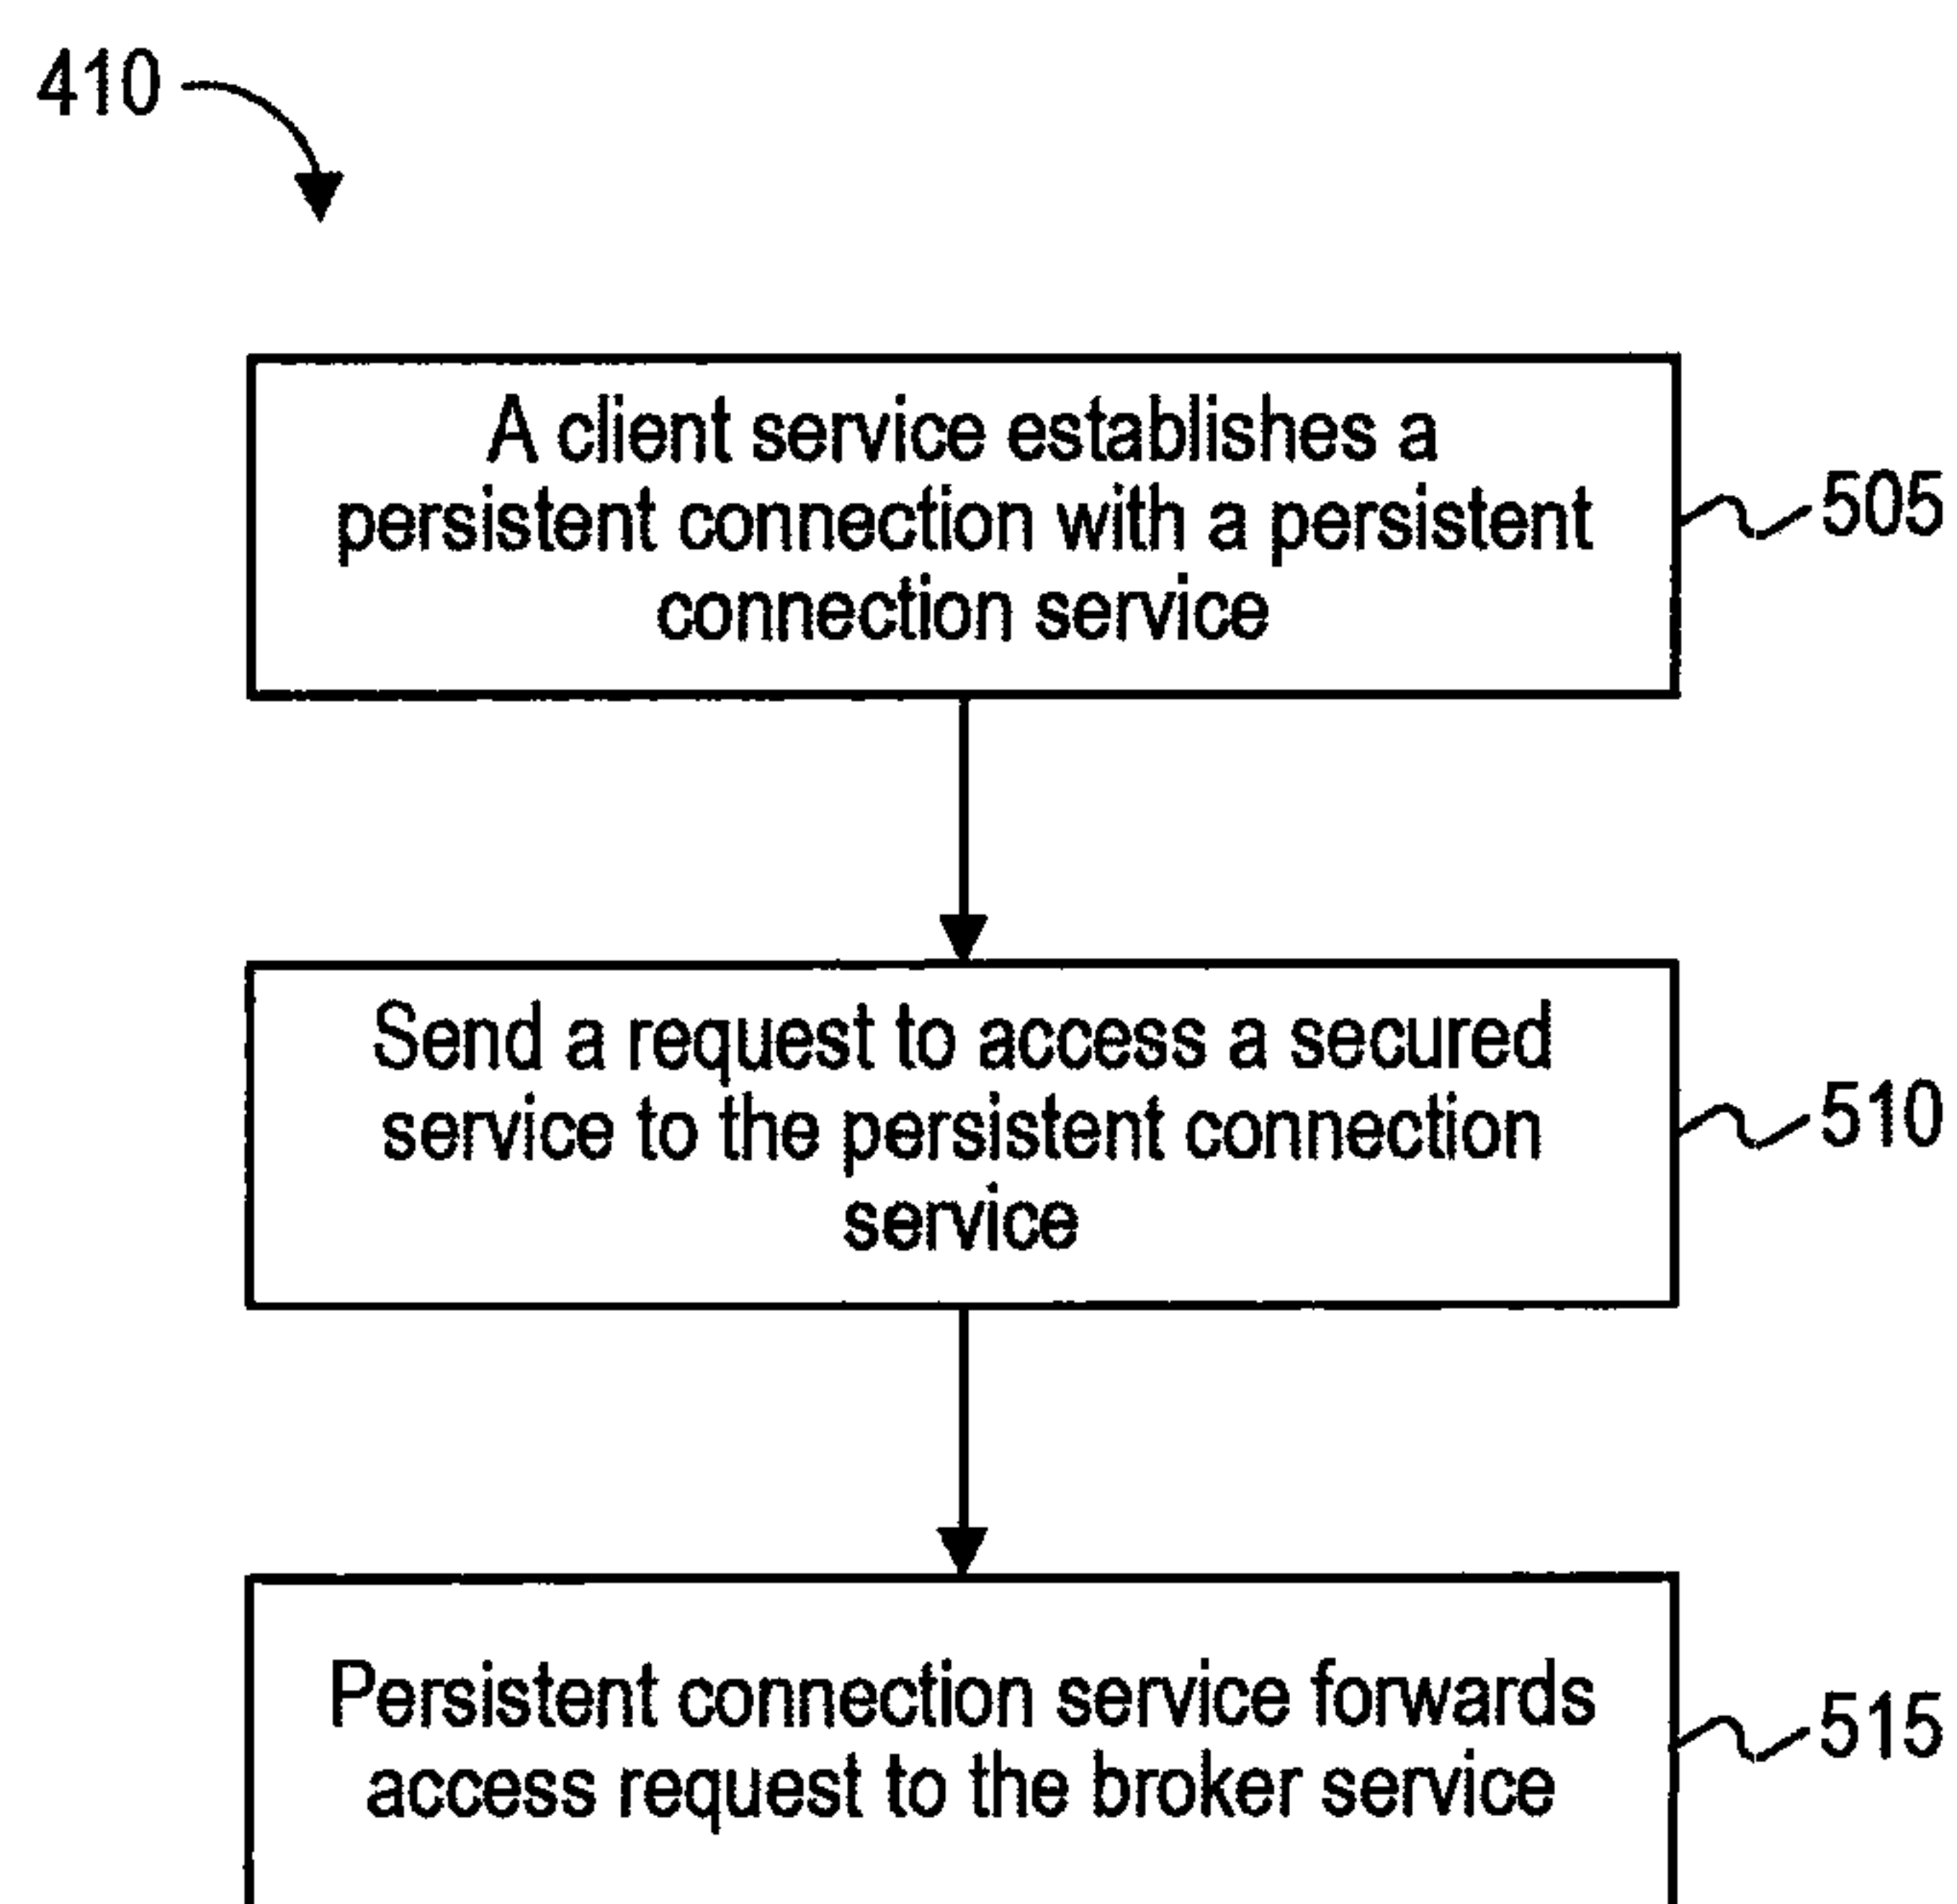 410
A client service establishes a
persistent connection with a persistent
connection service
505
Send a request to access a secured
service to the persistent connection
service
510
Persistent connection service forwards
access request to the broker service
515